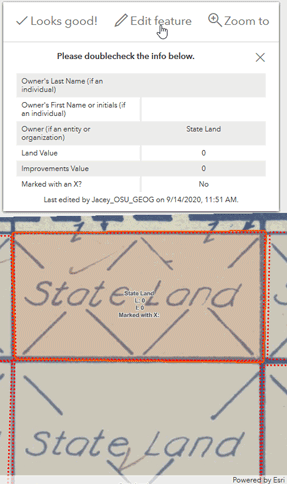 Looks good! Edit feature Zoom to
Please doublecheck the info below.
Owner's Last Name (if an
individual)
Owner's First Name or initials (if
an individual)
Owner (if an entity or
organization) State Land
Land Value 0
Improvements Value 0
Marked with an X? No
Last edited by Jacey_OSU_GEOG on 9/14/2020, 11:51 AM.
State Land
State Land
L: 0
I: 0
Marked with X:
State Land
Powered by Esri